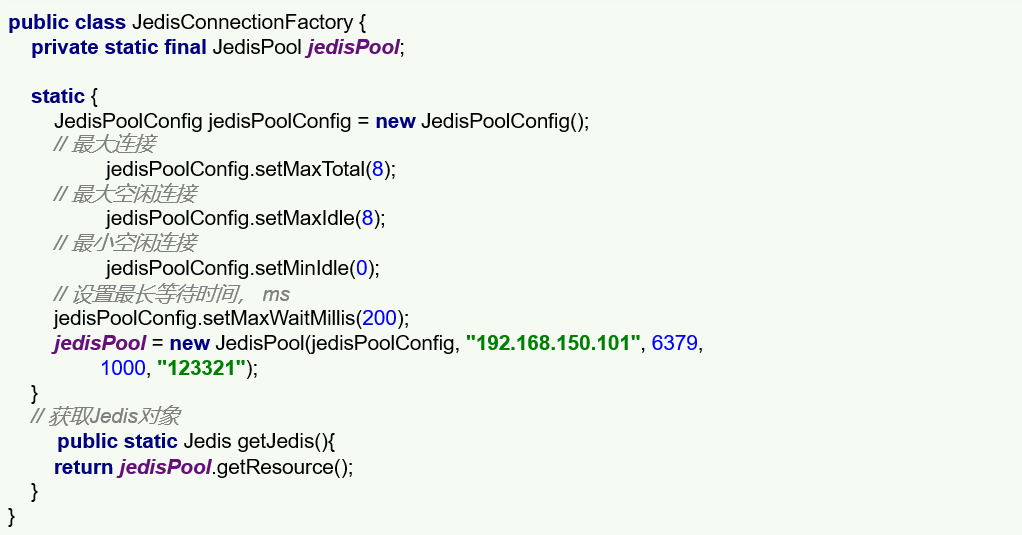 public class JedisConnectionFactory {
private static final JedisPool jedisPool;
static {
JedisPoolConfig jedisPoolConfig = new JedisPoolConfig();
// 最大连接
jedisPoolConfig.setMaxTotal(8);
// 最大空闲连接
jedisPoolConfig.setMaxIdle(8);
// 最小空闲连接
jedisPoolConfig.setMinIdle(0);
// 设置最长等待时间， ms
jedisPoolConfig.setMaxWaitMillis(200);
jedisPool = new JedisPool(jedisPoolConfig, "192.168.150.101", 6379,
1000, "123321");
}
// 获取Jedis对象
public static Jedis getJedis(){
return jedisPool.getResource();
}
}